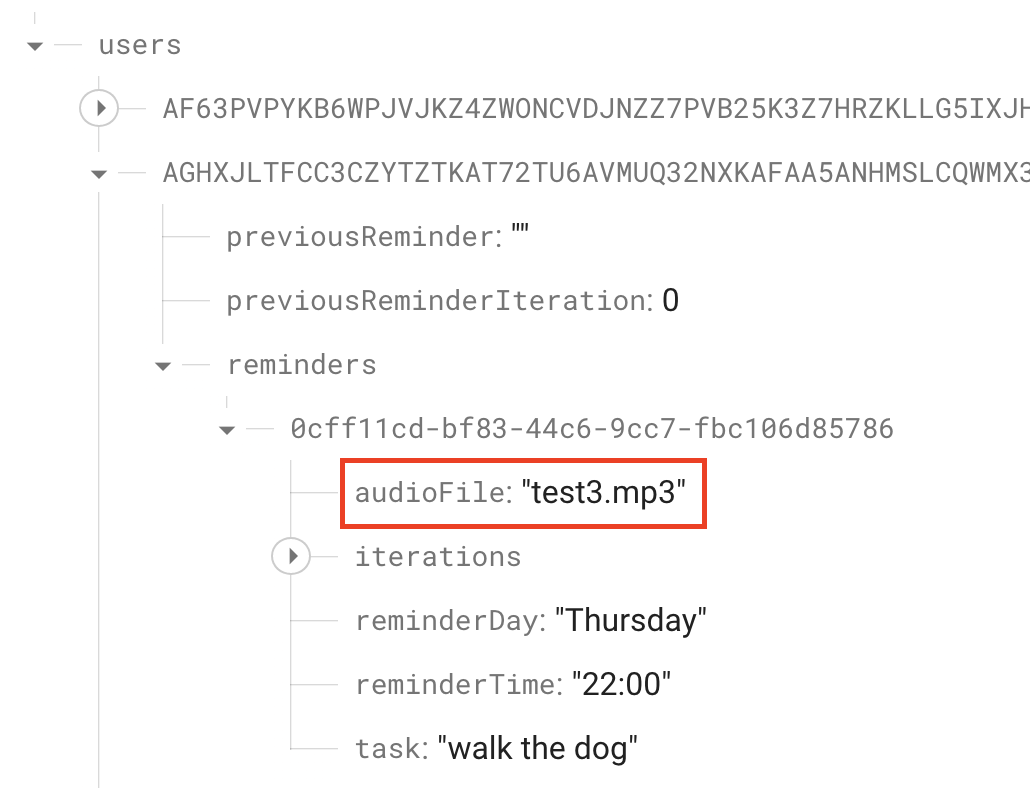 users
AF63PVPYKB6WPJVJKZ4ZWONCVDJNZZ7PVB25K3Z7HRZKLLG5IXJH
AGHXJLTFCC3CZYTZTKAT72TU6AVMUQ32NXKAFAA5ANHMSLCQWMX3
previousReminder: ""
previousReminderIteration: 0
reminders
0cff11cd-bf83-44c6-9cc7-fbc106d85786
audioFile: "test3.mp3"
iterations
reminderDay: "Thursday"
reminderTime: "22:00"
task: "walk the dog"